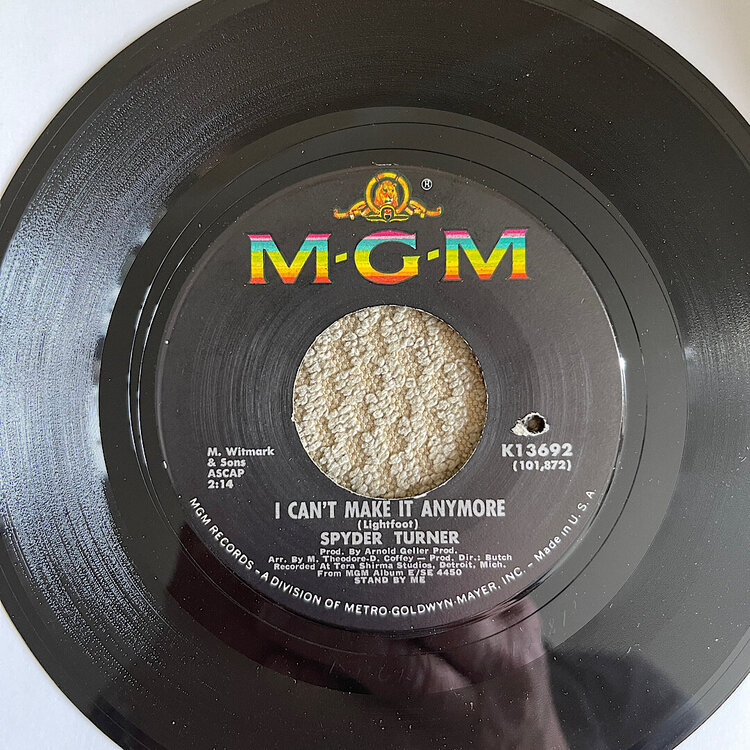 ®
M·G·M
M. Witmark
& Sons
ASCAP
2:14
K13692
(101,872)
I CAN'T MAKE IT ANYMORE
(Lightfoot)
SPYDER TURNER
Prod. By Arnold Geller Prod.
Arr. By M. Theodore-D. Coffey — Prod. Dir.: Butch
Recorded At Tera Shirma Studios, Detroit, Mich.
From MGM Album E/SE 4450
STAND BY ME
MGM RECORDS – A DIVISION OF METRO-GOLDWYN-MAYER, INC. – Made in U.S.A.